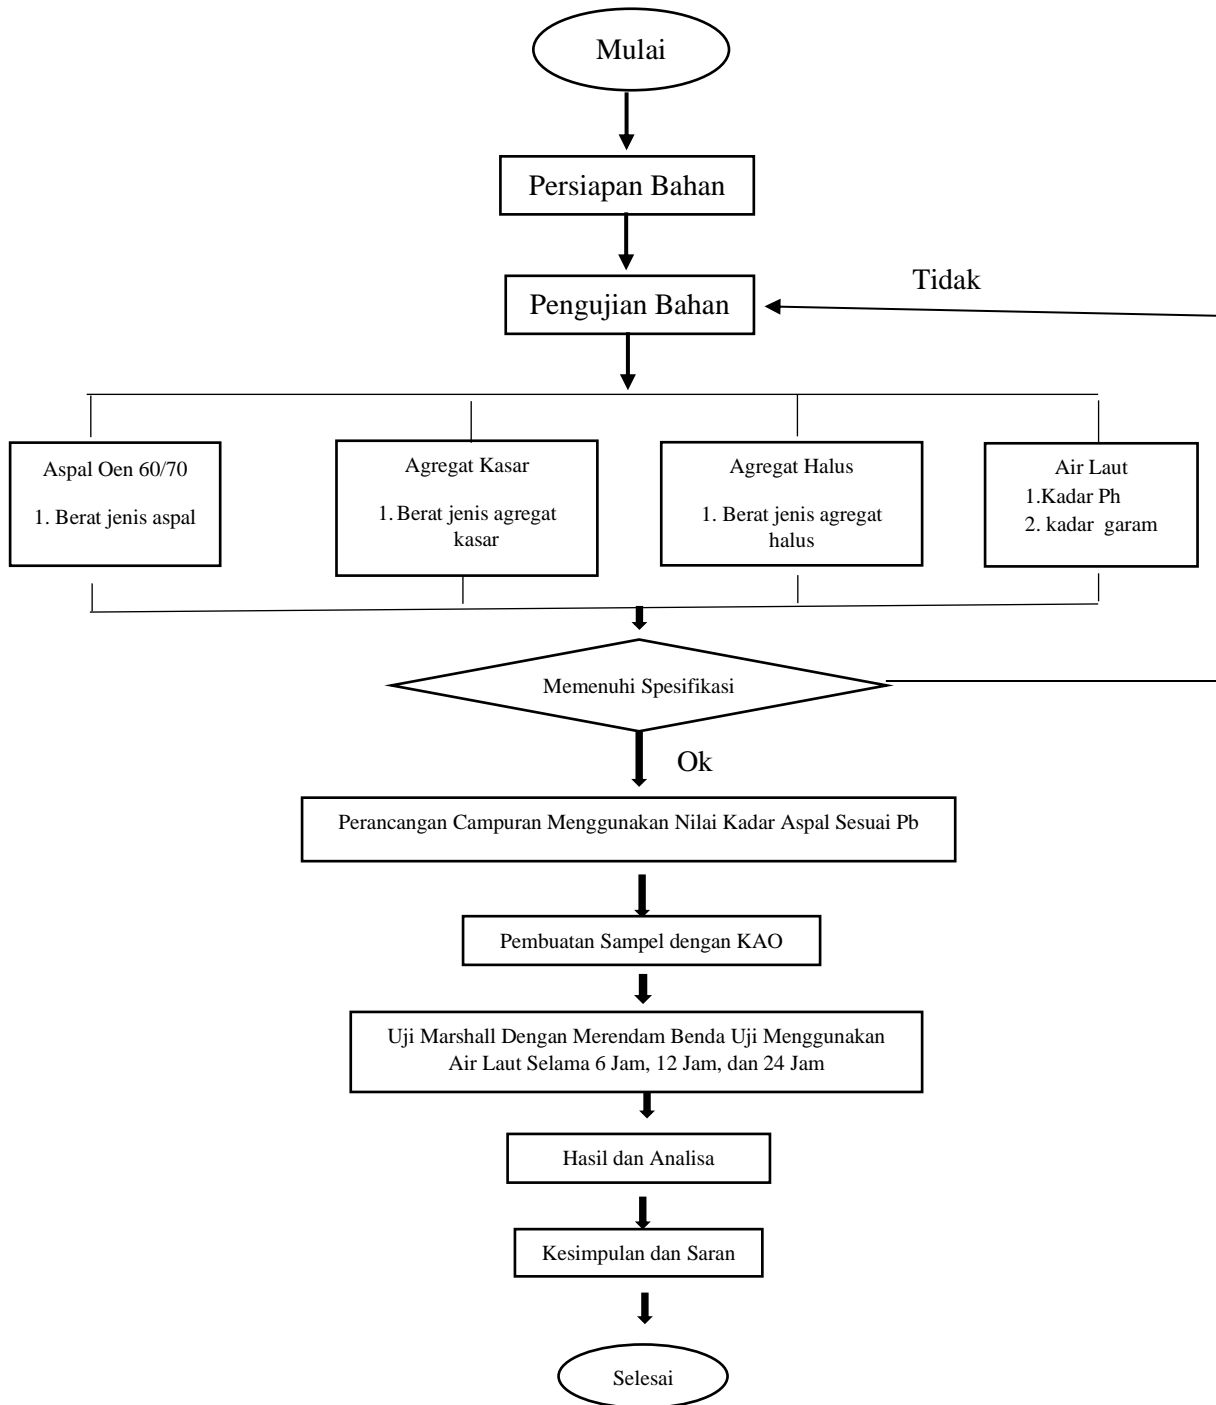 Mulai
Persiapan Bahan
Tidak
Pengujian Bahan
Aspal Oen 60/70
1. Berat jenis aspal
Agregat Kasar
1. Berat jenis agregat
kasar
Agregat Halus
1. Berat jenis agregat
halus
Air Laut
1.Kadar Ph
2. kadar garam
Memenuhi Spesifikasi
Ok
Perancangan Campuran Menggunakan Nilai Kadar Aspal Sesuai Pb
Pembuatan Sampel dengan KAO
Uji Marshall Dengan Merendam Benda Uji Menggunakan
Air Laut Selama 6 Jam, 12 Jam, dan 24 Jam
Hasil dan Analisa
Kesimpulan dan Saran
Selesai